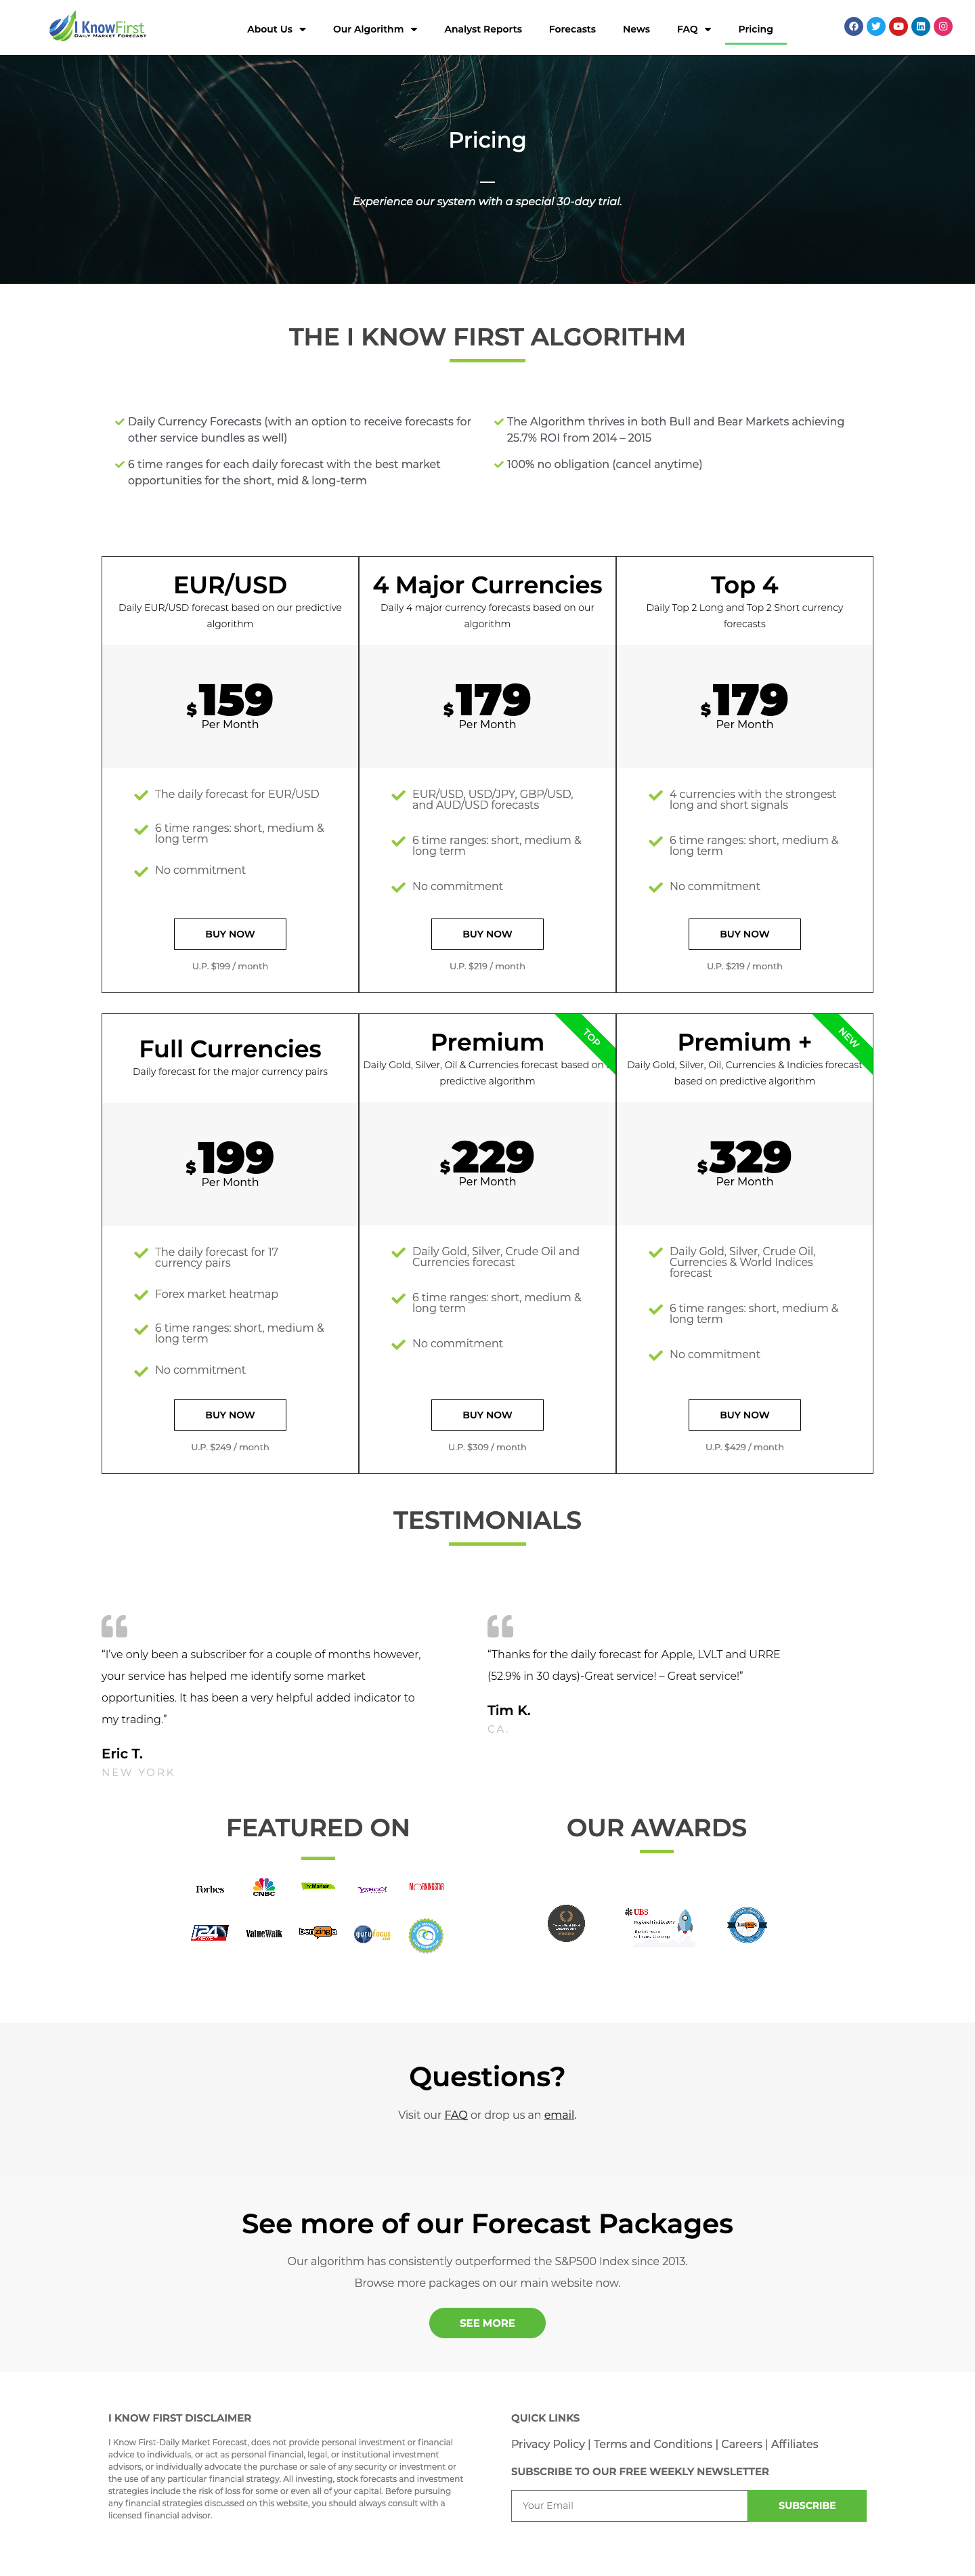 I KnowFirst
DAILY MARKET FORECAST
About Us
Our Algorithm
Analyst Reports
Forecasts
News
FAQ
Pricing
Pricing
Experience our system with a special 30-day trial.
THE I KNOW FIRST ALGORITHM
Daily Currency Forecasts (with an option to receive forecasts for
other service bundles as well)
6 time ranges for each daily forecast with the best market
opportunities for the short, mid & long-term
The Algorithm thrives in both Bull and Bear Markets achieving
25.7% ROI from 2014 – 2015
100% no obligation (cancel anytime)
EUR/USD
Daily EUR/USD forecast based on our predictive
algorithm
$159
Per Month
The daily forecast for EUR/USD
6 time ranges: short, medium &
long term
No commitment
BUY NOW
U.P. $199 / month
4 Major Currencies
Daily 4 major currency forecasts based on our
algorithm
$179
Per Month
EUR/USD, USD/JPY, GBP/USD,
and AUD/USD forecasts
6 time ranges: short, medium &
long term
No commitment
BUY NOW
U.P. $219 / month
Top 4
Daily Top 2 Long and Top 2 Short currency
forecasts
$179
Per Month
4 currencies with the strongest
long and short signals
6 time ranges: short, medium &
long term
No commitment
BUY NOW
U.P. $219 / month
Full Currencies
Daily forecast for the major currency pairs
$199
Per Month
The daily forecast for 17
currency pairs
Forex market heatmap
6 time ranges: short, medium &
long term
No commitment
BUY NOW
U.P. $249 / month
TOP
Premium
Daily Gold, Silver, Oil & Currencies forecast based on
predictive algorithm
$229
Per Month
Daily Gold, Silver, Crude Oil and
Currencies forecast
6 time ranges: short, medium &
long term
No commitment
BUY NOW
U.P. $309 / month
NEW
Premium +
Daily Gold, Silver, Oil, Currencies & Indicies forecast
based on predictive algorithm
$329
Per Month
Daily Gold, Silver, Crude Oil,
Currencies & World Indices
forecast
6 time ranges: short, medium &
long term
No commitment
BUY NOW
U.P. $429 / month
TESTIMONIALS
“I’ve only been a subscriber for a couple of months however,
your service has helped me identify some market
opportunities. It has been a very helpful added indicator to
my trading.”
Eric T.
NEW YORK
“Thanks for the daily forecast for Apple, LVLT and URRE
(52.9% in 30 days)-Great service! – Great service!”
Tim K.
CA.
FEATURED ON
Forbes
CNBC
YAHOO!
MORNINGSTAR
i24
NEWS
ValueWalk
benzinga
gurufocus
OUR AWARDS
UBS
Questions?
Visit our FAQ or drop us an email.
See more of our Forecast Packages
Our algorithm has consistently outperformed the S&P500 Index since 2013.
Browse more packages on our main website now.
SEE MORE
I KNOW FIRST DISCLAIMER
I Know First-Daily Market Forecast, does not provide personal investment or financial
advice to individuals, or act as personal financial, legal, or institutional investment
advisors, or individually advocate the purchase or sale of any security or investment or
the use of any particular financial strategy. All investing, stock forecasts and investment
strategies include the risk of loss for some or even all of your capital. Before pursuing
any financial strategies discussed on this website, you should always consult with a
licensed financial advisor.
QUICK LINKS
Privacy Policy | Terms and Conditions | Careers | Affiliates
SUBSCRIBE TO OUR FREE WEEKLY NEWSLETTER
Your Email
SUBSCRIBE